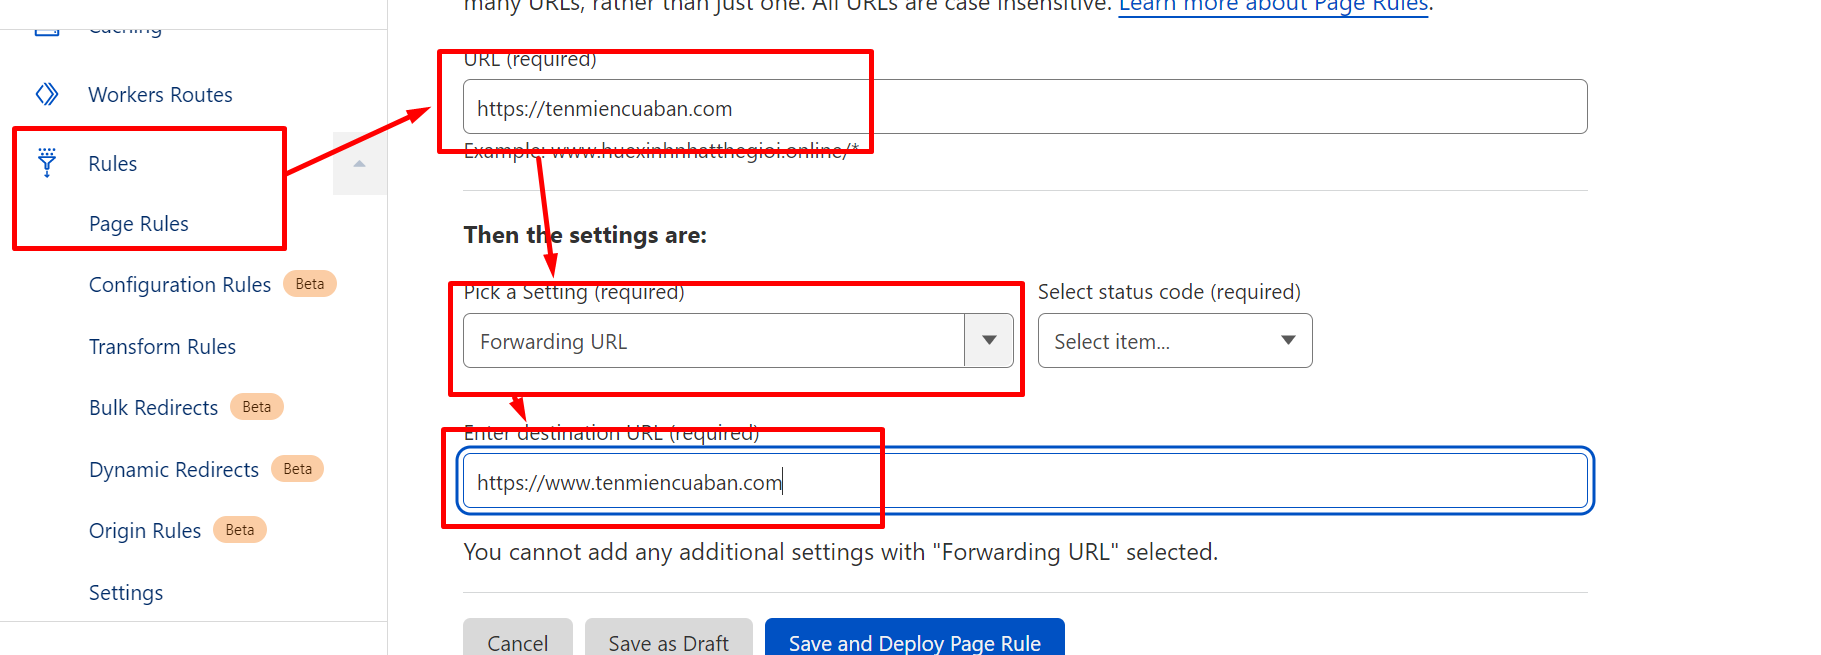 Caching
Workers Routes
Rules
Page Rules
Configuration Rules Beta
Transform Rules
Bulk Redirects Beta
Dynamic Redirects Beta
Origin Rules Beta
Settings
many URLs, rather than just one. All URLs are case insensitive. Learn more about Page Rules.
URL (required)
https://tenmiencuaban.com
Example: www.huexinhnhatthegioi.online/*
Then the settings are:
Pick a Setting (required)
Forwarding URL
Select status code (required)
Select item...
Enter destination URL (required)
https://www.tenmiencuaban.com
You cannot add any additional settings with "Forwarding URL" selected.
Cancel
Save as Draft
Save and Deploy Page Rule